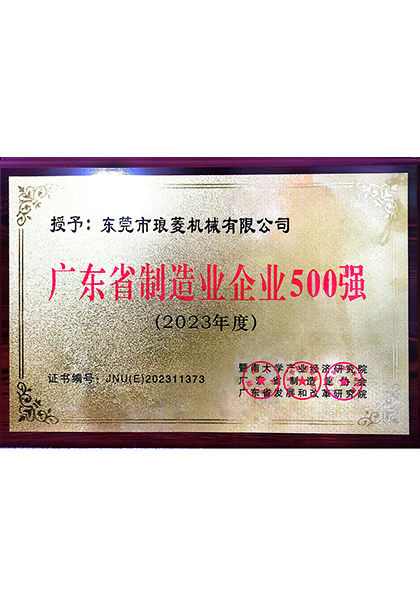 授予：东莞市琅菱机械有限公司
广东省制造业企业500强
(2023年度)
证书编号：JNU(E)202311373
暨南大学产业经济研究院
广东省制造业协会
广东省发展和改革研究院